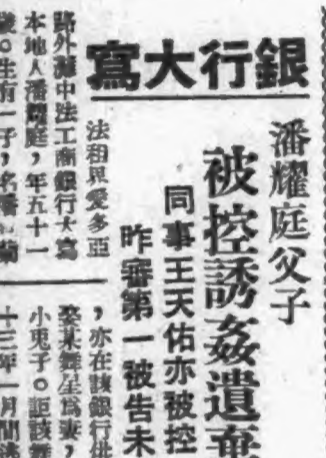 銀行大寫
潘耀庭父子
被控誘姦遺棄
同事王天佑亦被控
昨審第一被告未
法租界愛多亞
路外灘中法工商銀行大寫
本地人潘耀庭,年五十一
歲。生有一子,名
,亦在該銀行供
娶某舞星為妻,
小兎子。詎該舞
十三年一月間